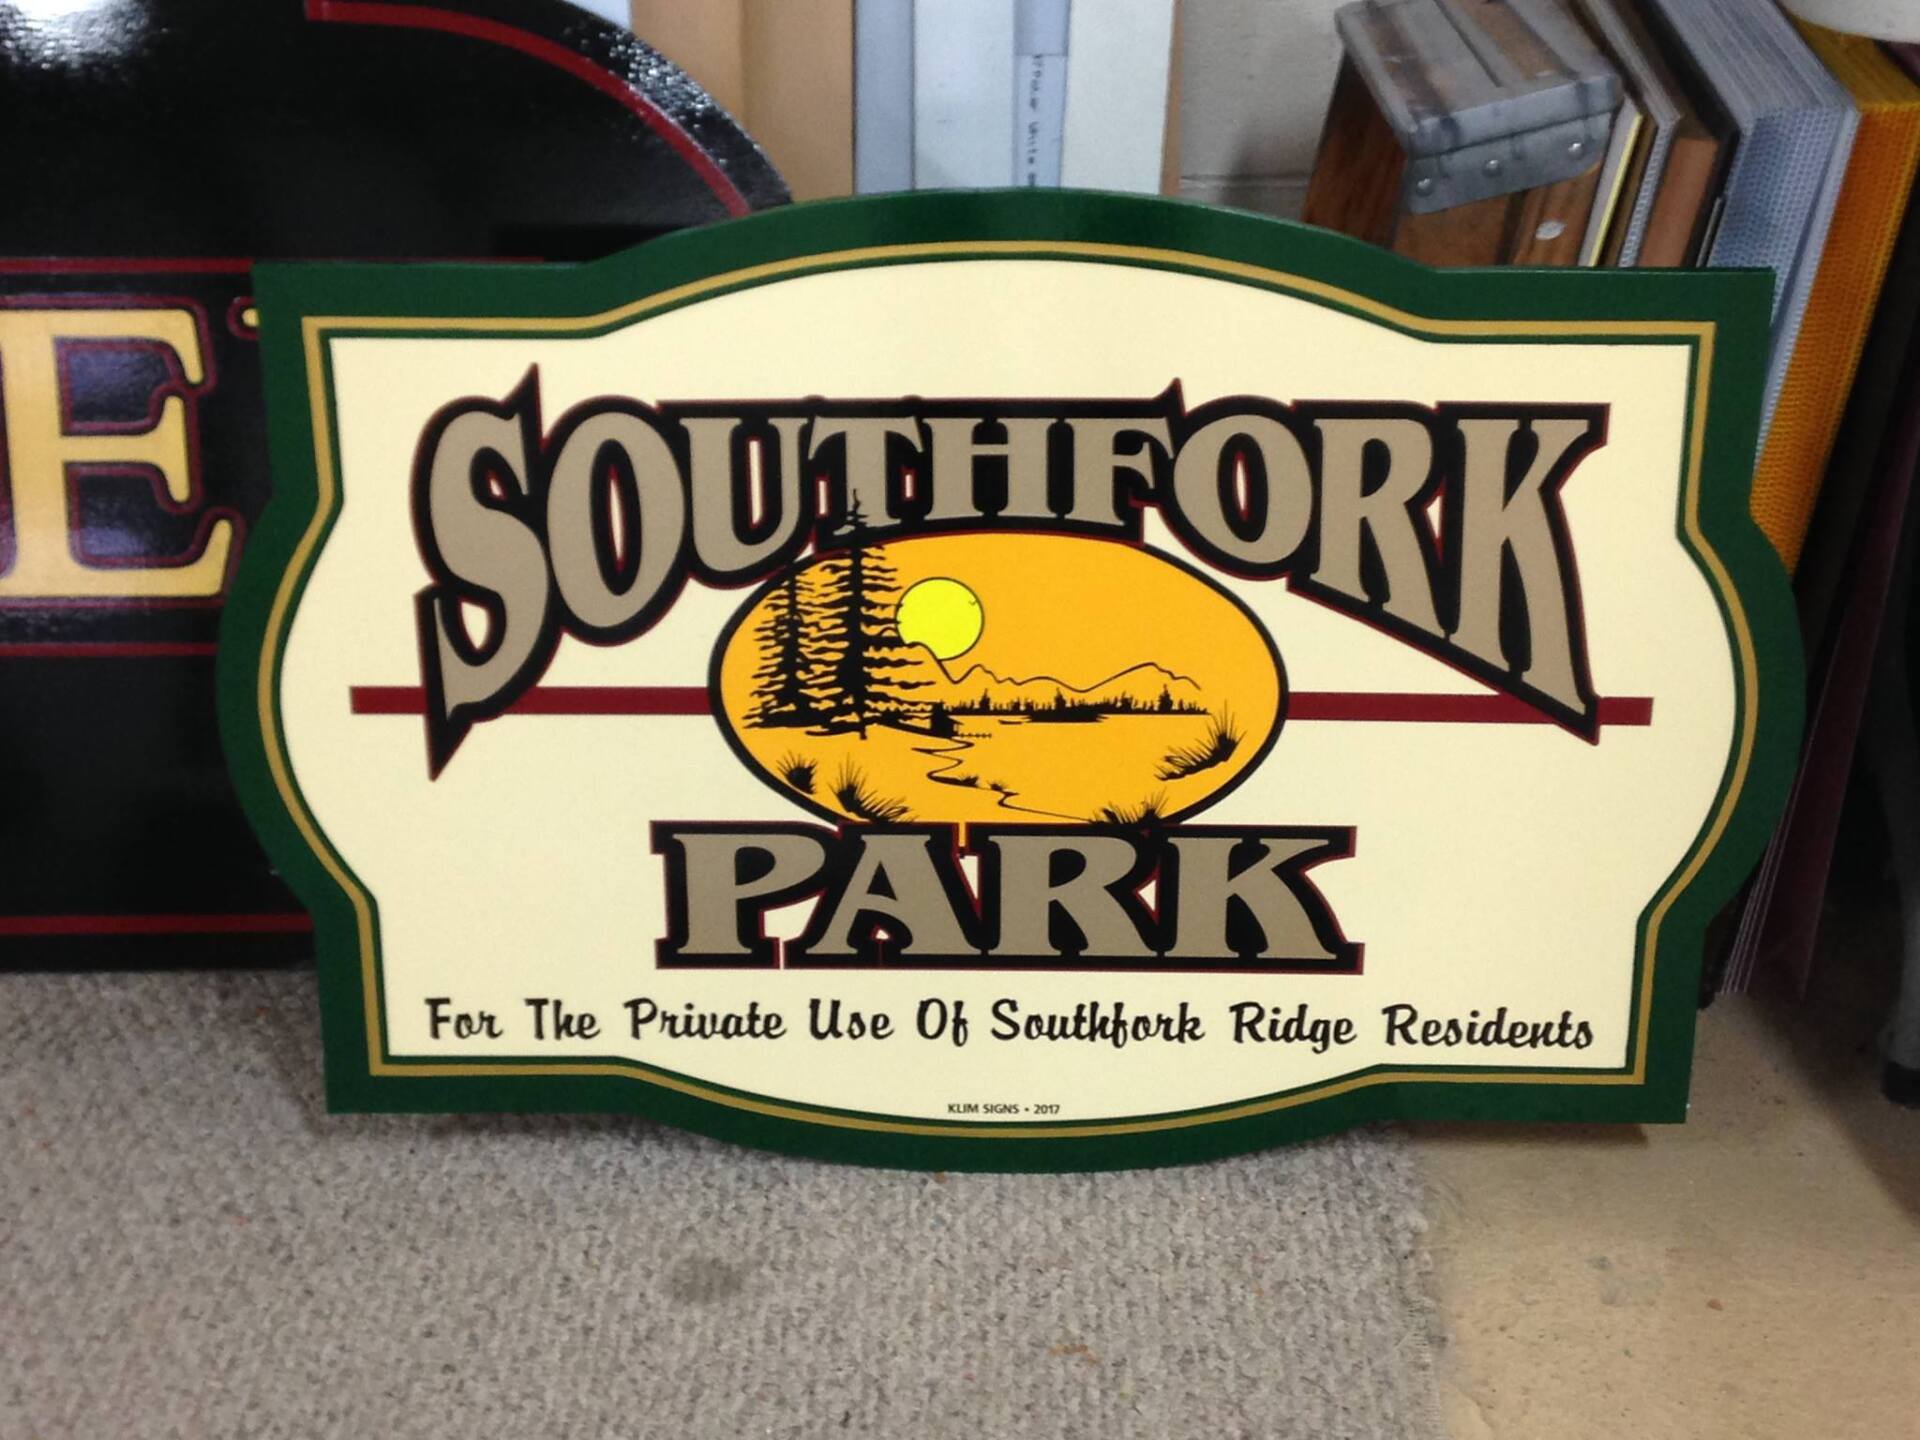 SOUTHFORK
PARK
For The Private Use Of Southfork Ridge Residents
KLIM SIGNS • 2017
E